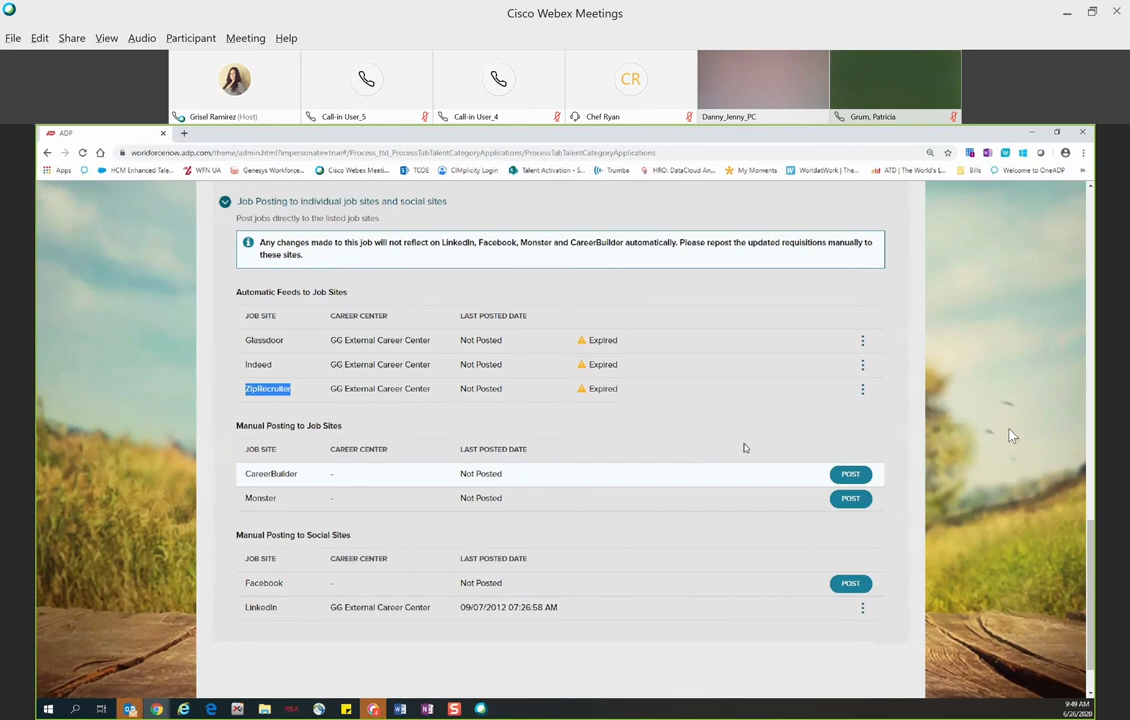 Cisco Webex Meetings
File Edit Share View Audio Participant Meeting Help
CR
Grisel Ramirez (Host) Call-in User_5 Call-in User_4 Chef Ryan Danny_Jenny_PC Grum, Patricia
ADP
workforcenow.adp.com/theme/admin.html?impersonate=true#/Process_ttd_ProcessTabTalentCategoryApplications/ProcessTabTalentCategoryApplications
Apps HCM Enhanced Tale... WFN UA Genesys Workforce... Cisco Webex Meeti... TCOE CIMplicity Login Talent Activation - S... Trumba HRO: DataCloud An... My Moments WorldatWork | The... ATD | The World's L... Bills Welcome to OneADP »
Job Posting to individual job sites and social sites
Post jobs directly to the listed job sites
Any changes made to this job will not reflect on LinkedIn, Facebook, Monster and CareerBuilder automatically. Please repost the updated requisitions manually to
these sites.
Automatic Feeds to Job Sites
JOB SITE CAREER CENTER LAST POSTED DATE
Glassdoor GG External Career Center Not Posted Expired
Indeed GG External Career Center Not Posted Expired
ZipRecruiter GG External Career Center Not Posted Expired
Manual Posting to Job Sites
JOB SITE CAREER CENTER LAST POSTED DATE
CareerBuilder - Not Posted POST
Monster - Not Posted POST
Manual Posting to Social Sites
JOB SITE CAREER CENTER LAST POSTED DATE
Facebook - Not Posted POST
LinkedIn GG External Career Center 09/07/2012 07:26:58 AM
9:49 AM
6/26/2020